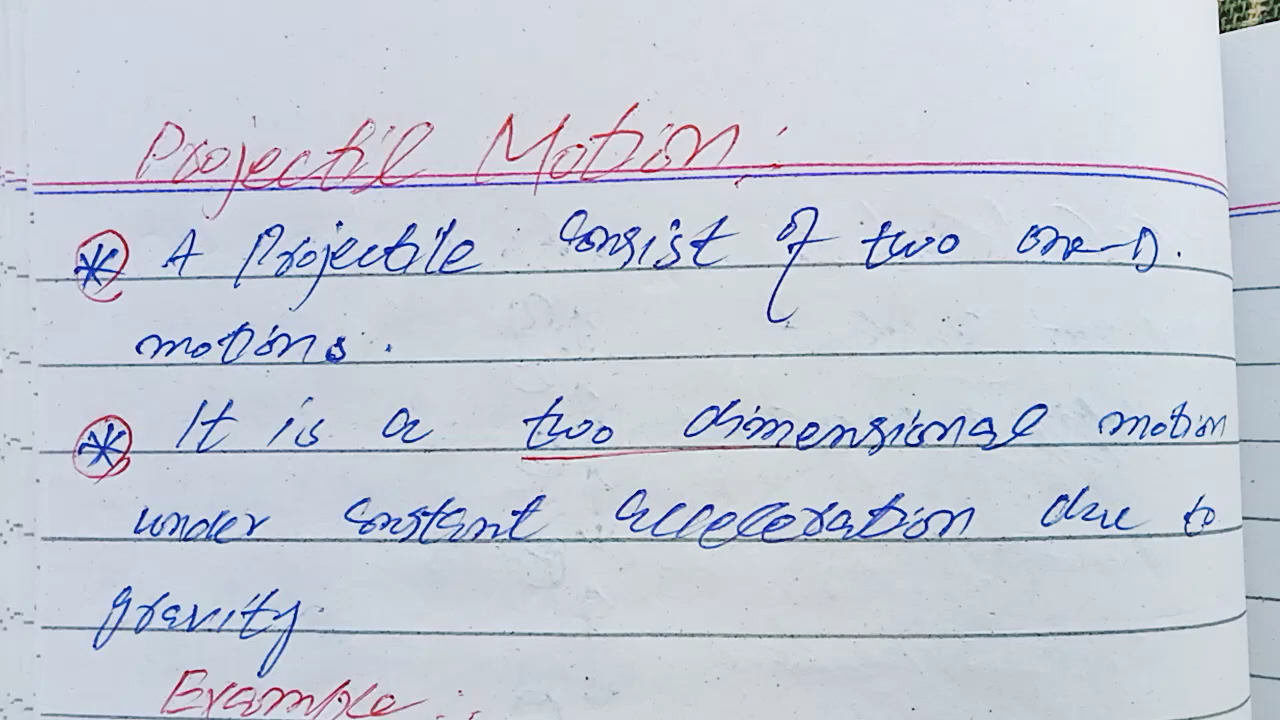 Projectil Motion :
* A Projectile consist of two one-D.
motions.
* It is a two dimensional motion
under constant acceleration due to
gravity.
Example :